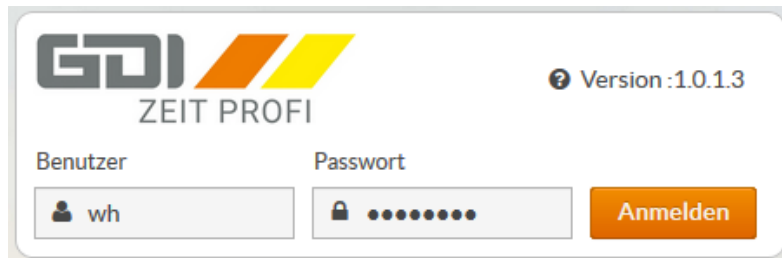 GDI
ZEIT PROFI
Version :1.0.1.3
Benutzer Passwort
wh ●●●●●●●● Anmelden